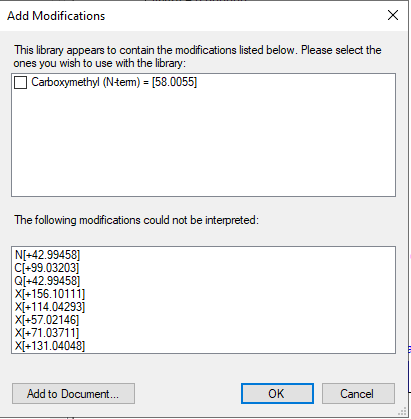 Add Modifications
This library appears to contain the modifications listed below. Please select the
ones you wish to use with the library:
Carboxymethyl (N-term) = [58.0055]
The following modifications could not be interpreted:
N[+42.99458]
C[+99.03203]
Q[+42.99458]
X[+156.10111]
X[+114.04293]
X[+57.02146]
X[+71.03711]
X[+131.04048]
Add to Document...
OK
Cancel